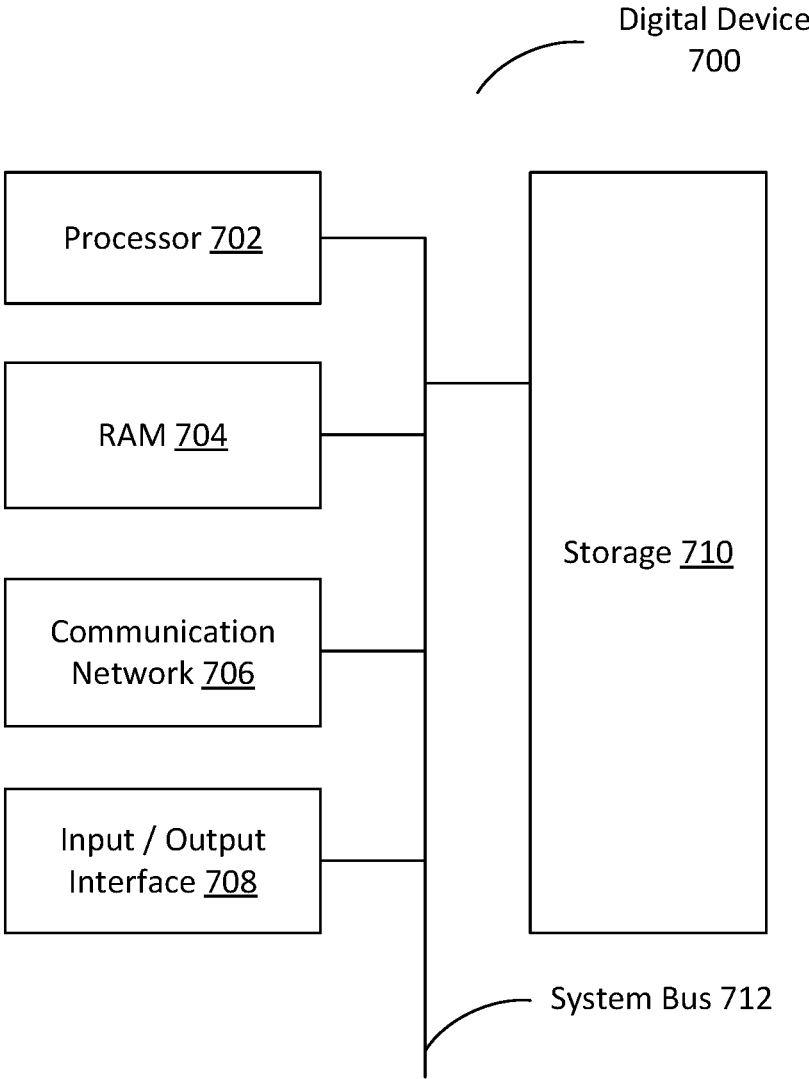 Digital Device
700
Processor 702
RAM 704
Storage 710
Communication
Network 706
Input / Output
Interface 708
System Bus 712